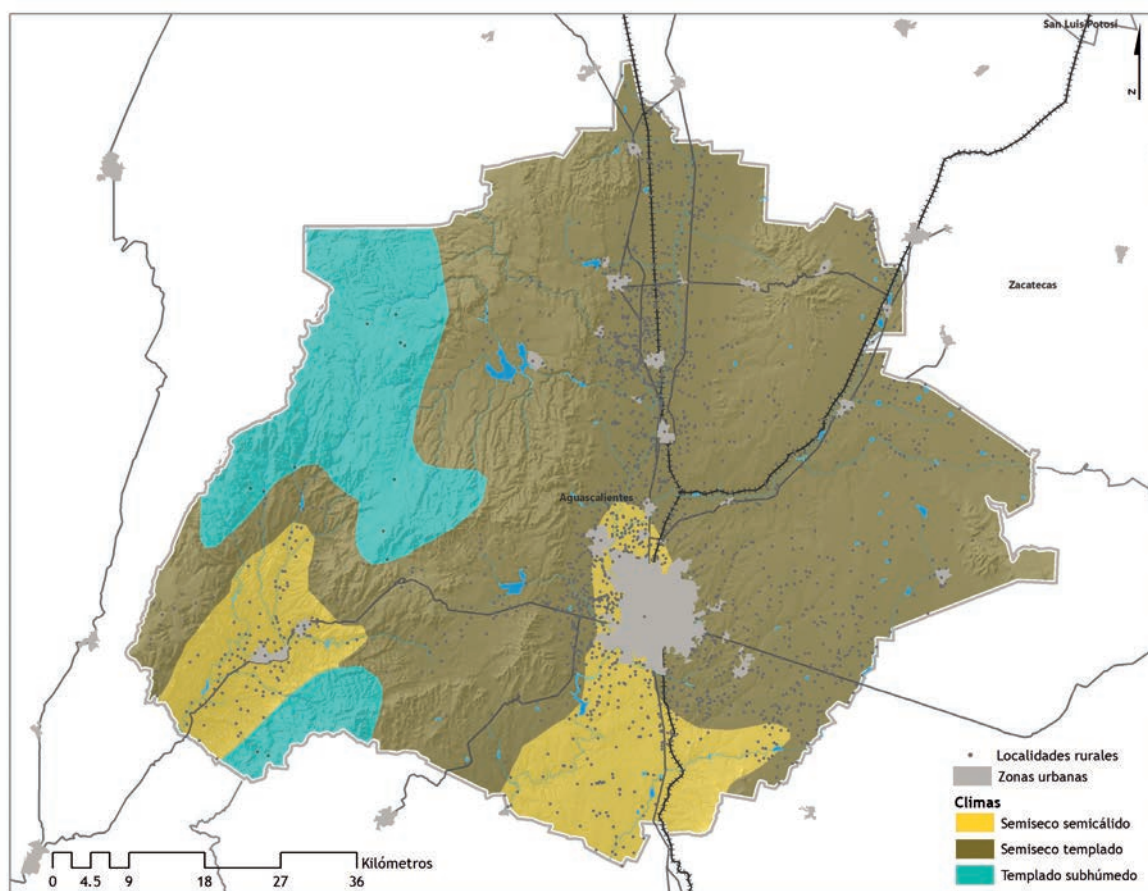 San Luis Potosí
N
Zacatecas
Aguascalientes
Localidades rurales
Zonas urbanas
Climas
Semiseco semicálido
Semiseco templado
Templado subhúmedo
Kilómetros
0 4.5 9 18 27 36